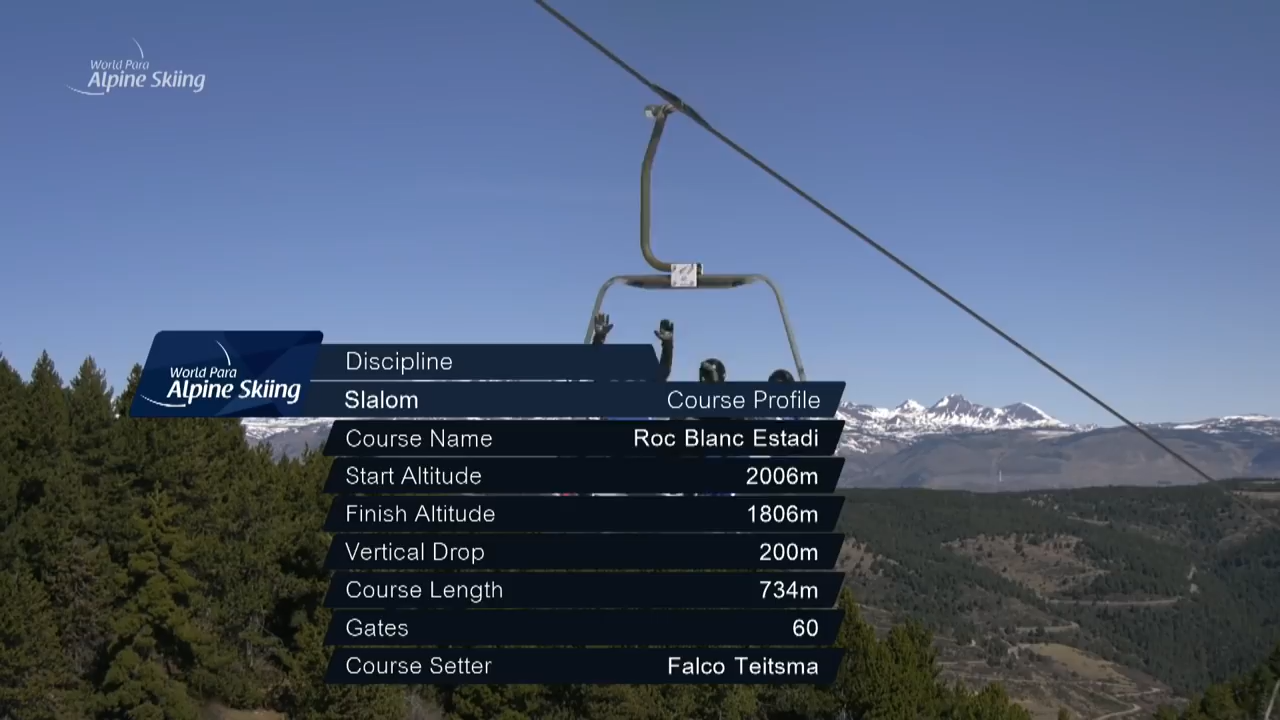 World Para
Alpine Skiing
World Para
Alpine Skiing
Discipline
Slalom Course Profile
Course Name Roc Blanc Estadi
Start Altitude 2006m
Finish Altitude 1806m
Vertical Drop 200m
Course Length 734m
Gates 60
Course Setter Falco Teitsma